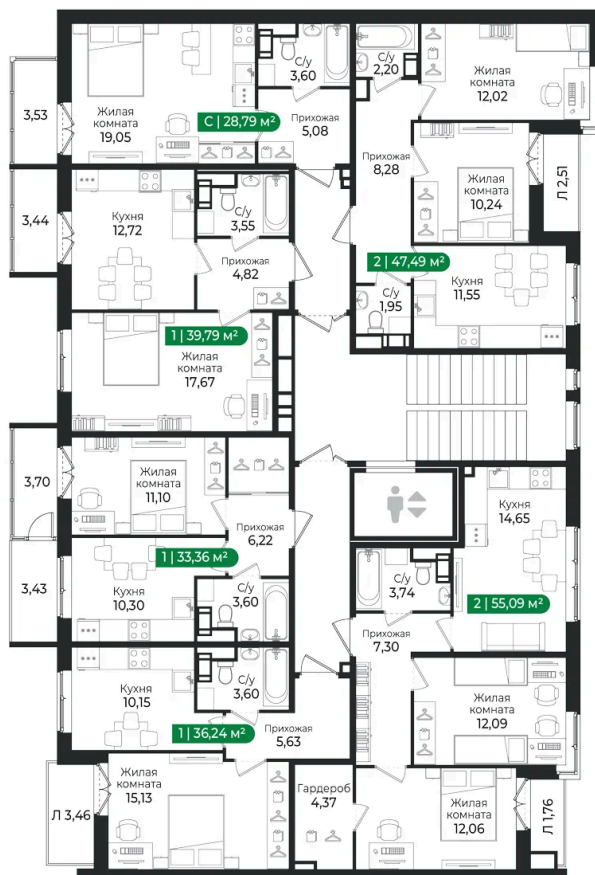 3,53
Жилая
комната
19,05
С/у
3,60
С | 28,79 м²
Прихожая
5,08
С/у
2,20
Жилая
комната
12,02
Прихожая
8,28
Жилая
комната
10,24
Л 2,51
3,44
Кухня
12,72
С/у
3,55
Прихожая
4,82
2 | 47,49 м²
С/у
1,95
Кухня
11,55
1 | 39,79 м²
Жилая
комната
17,67
3,70
Жилая
комната
11,10
Прихожая
6,22
1 | 33,36 м²
3,43
Кухня
10,30
С/у
3,60
Кухня
14,65
С/у
3,74
2 | 55,09 м²
Прихожая
7,30
Кухня
10,15
С/у
3,60
1 | 36,24 м²
Прихожая
5,63
Жилая
комната
12,09
Л 3,46
Жилая
комната
15,13
Гардероб
4,37
Жилая
комната
12,06
Л 1,76